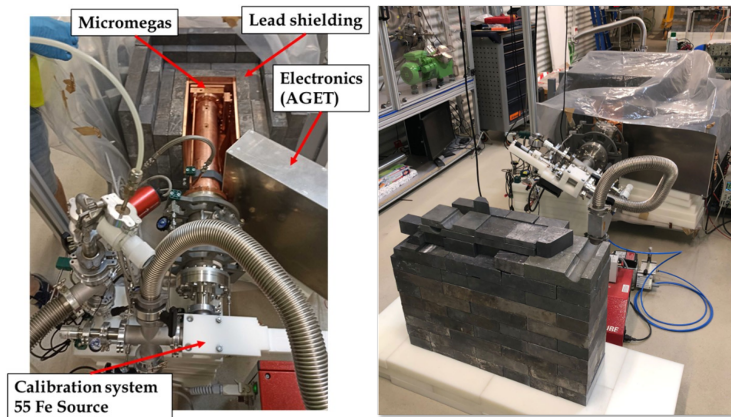 Micromegas
Lead shielding
Electronics
(AGET)
Calibration system
55 Fe Source